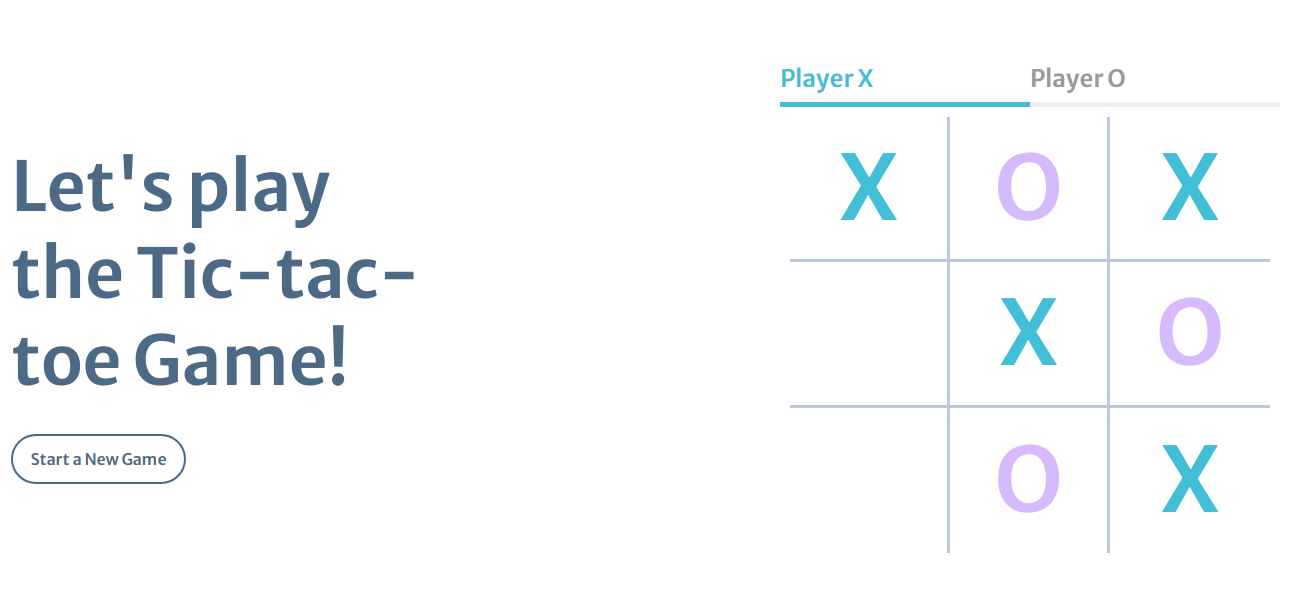 Let's play
the Tic-tac-
toe Game!
Start a New Game
Player X Player O
X O X
X O
O X